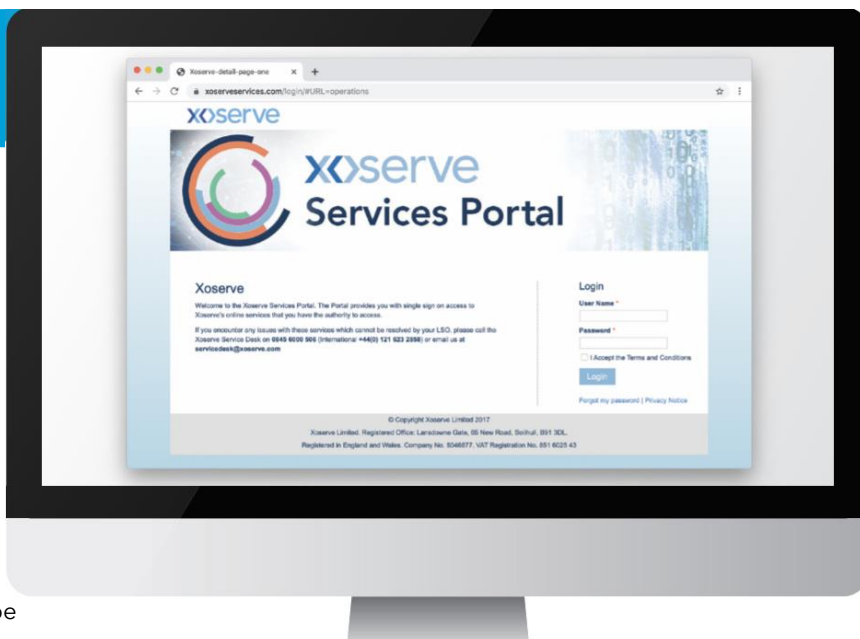 Xoserve-detail-page-one
xoserveservices.com/login/#URL=operations
xoserve
xoserve
Services Portal
Xoserve
Welcome to the Xoserve Services Portal. The Portal provides you with single sign on access to
Xoserve's online services that you have the authority to access.
If you encounter any issues with these services which cannot be resolved by your LSO, please call the
Xoserve Service Desk on 0845 6000 506 (International +44(0) 121 623 2858) or email us at
servicedesk@xoserve.com
Login
User Name *
Password *
I Accept the Terms and Conditions
Login
Forgot my password | Privacy Notice
© Copyright Xoserve Limited 2017
Xoserve Limited. Registered Office: Lansdowne Gate, 65 New Road, Solihull, B91 3DL.
Registered in England and Wales. Company No. 5046877. VAT Registration No. 851 6025 43